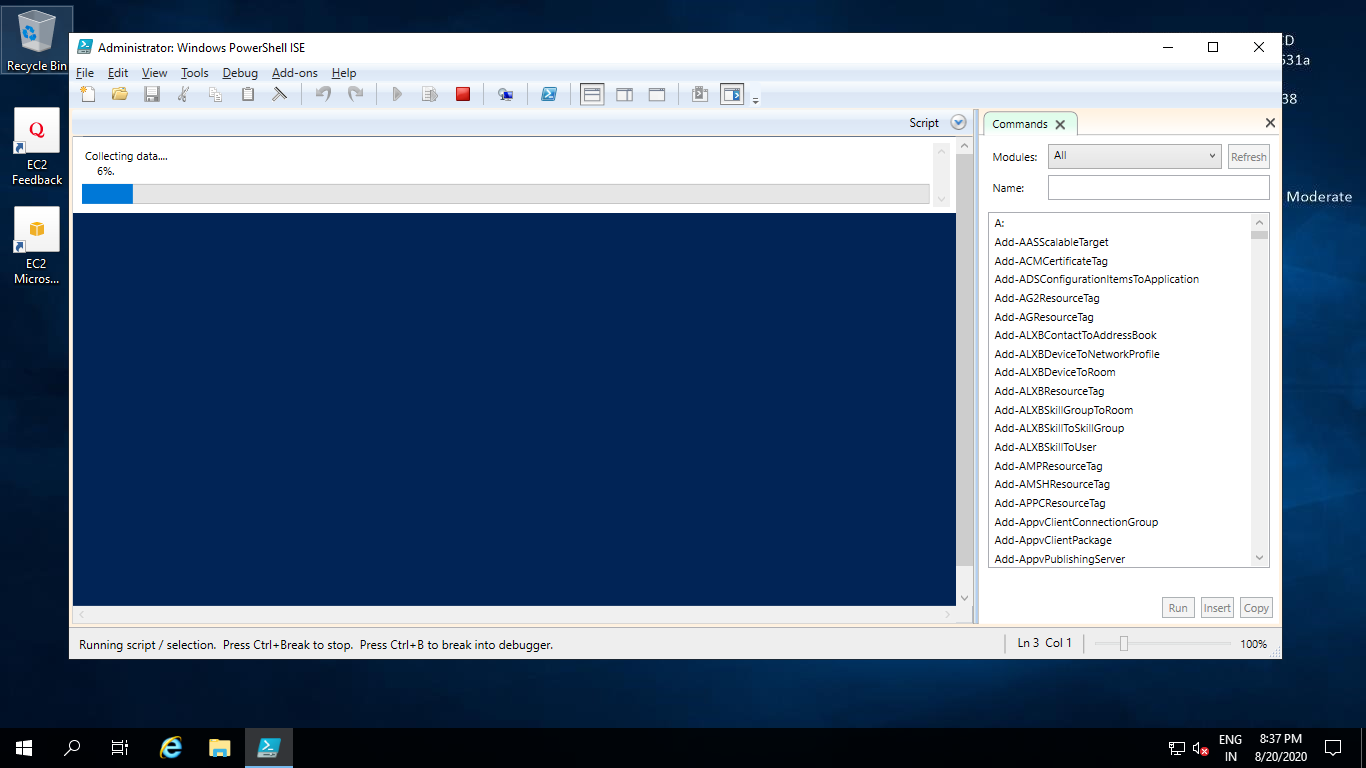 Recycle Bin
EC2
Feedback
EC2
Micros...
Administrator: Windows PowerShell ISE
File Edit View Tools Debug Add-ons Help
Script
Collecting data....
6%.
Commands
Modules: All Refresh
Name:
A:
Add-AASScalableTarget
Add-ACMCertificateTag
Add-ADSConfigurationItemsToApplication
Add-AG2ResourceTag
Add-AGResourceTag
Add-ALXBContactToAddressBook
Add-ALXBDeviceToNetworkProfile
Add-ALXBDeviceToRoom
Add-ALXBResourceTag
Add-ALXBSkillGroupToRoom
Add-ALXBSkillToSkillGroup
Add-ALXBSkillToUser
Add-AMPResourceTag
Add-AMSHResourceTag
Add-APPCResourceTag
Add-AppvClientConnectionGroup
Add-AppvClientPackage
Add-AppvPublishingServer
Run Insert Copy
Running script / selection. Press Ctrl+Break to stop. Press Ctrl+B to break into debugger.
Ln 3 Col 1
100%
CD
531a
38
Moderate
ENG
IN
8:37 PM
8/20/2020